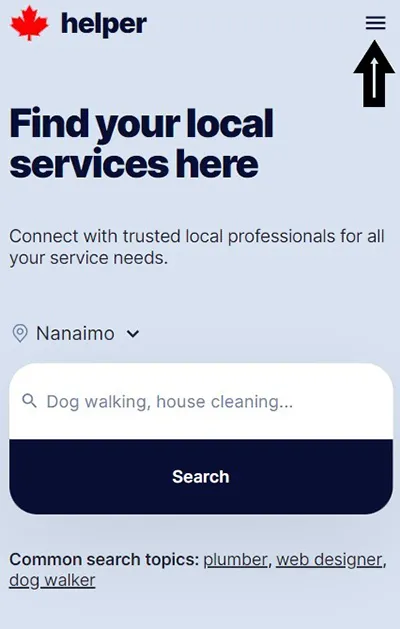 helper
Find your local
services here
Connect with trusted local professionals for all
your service needs.
Nanaimo
Dog walking, house cleaning...
Search
Common search topics: plumber, web designer,
dog walker